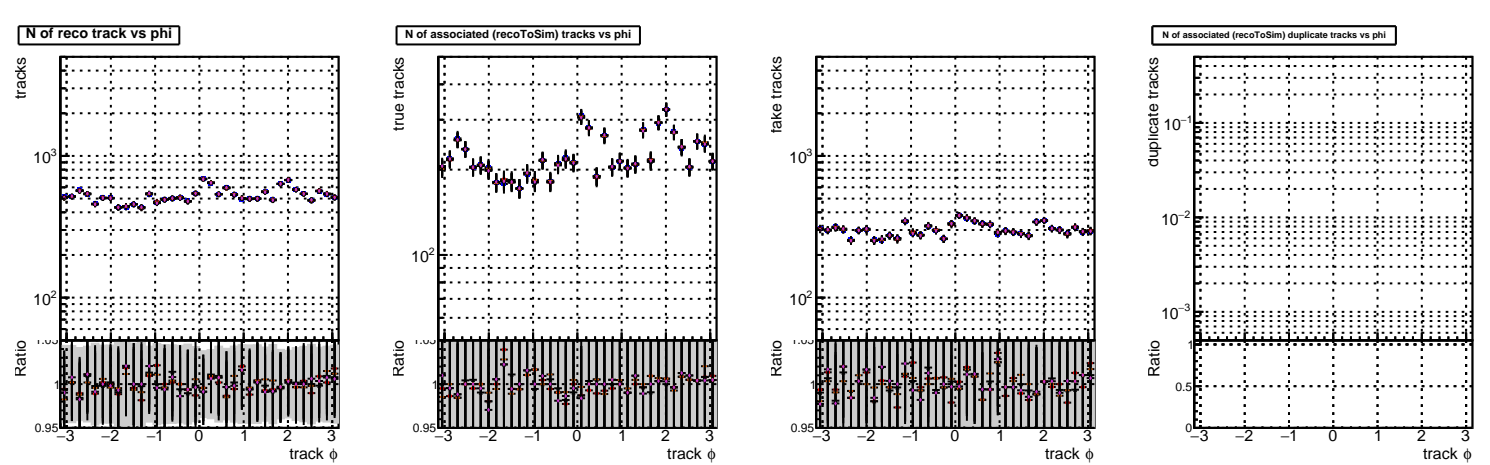 N of reco track vs phi
tracks
10³
10²
Ratio
1.05
1
0.95
−3 −2 −1 0 1 2 3
track ϕ
N of associated (recoToSim) tracks vs phi
true tracks
10²
Ratio
1.05
1
0.95
−3 −2 −1 0 1 2 3
track ϕ
fake tracks
10³
10²
Ratio
1.05
1
0.95
−3 −2 −1 0 1 2 3
track ϕ
N of associated (recoToSim) duplicate tracks vs phi
duplicate tracks
10⁻¹
10⁻²
10⁻³
Ratio
1
0.5
0
−3 −2 −1 0 1 2 3
track ϕ